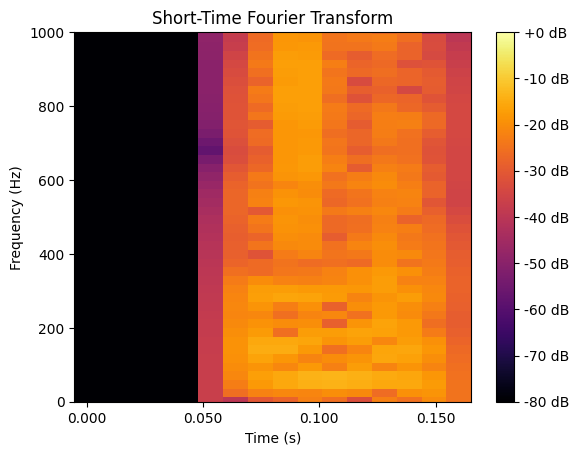 Short-Time Fourier Transform
1000
800
600
400
200
0
Frequency (Hz)
0.000
0.050
0.100
0.150
Time (s)
+0 dB
-10 dB
-20 dB
-30 dB
-40 dB
-50 dB
-60 dB
-70 dB
-80 dB